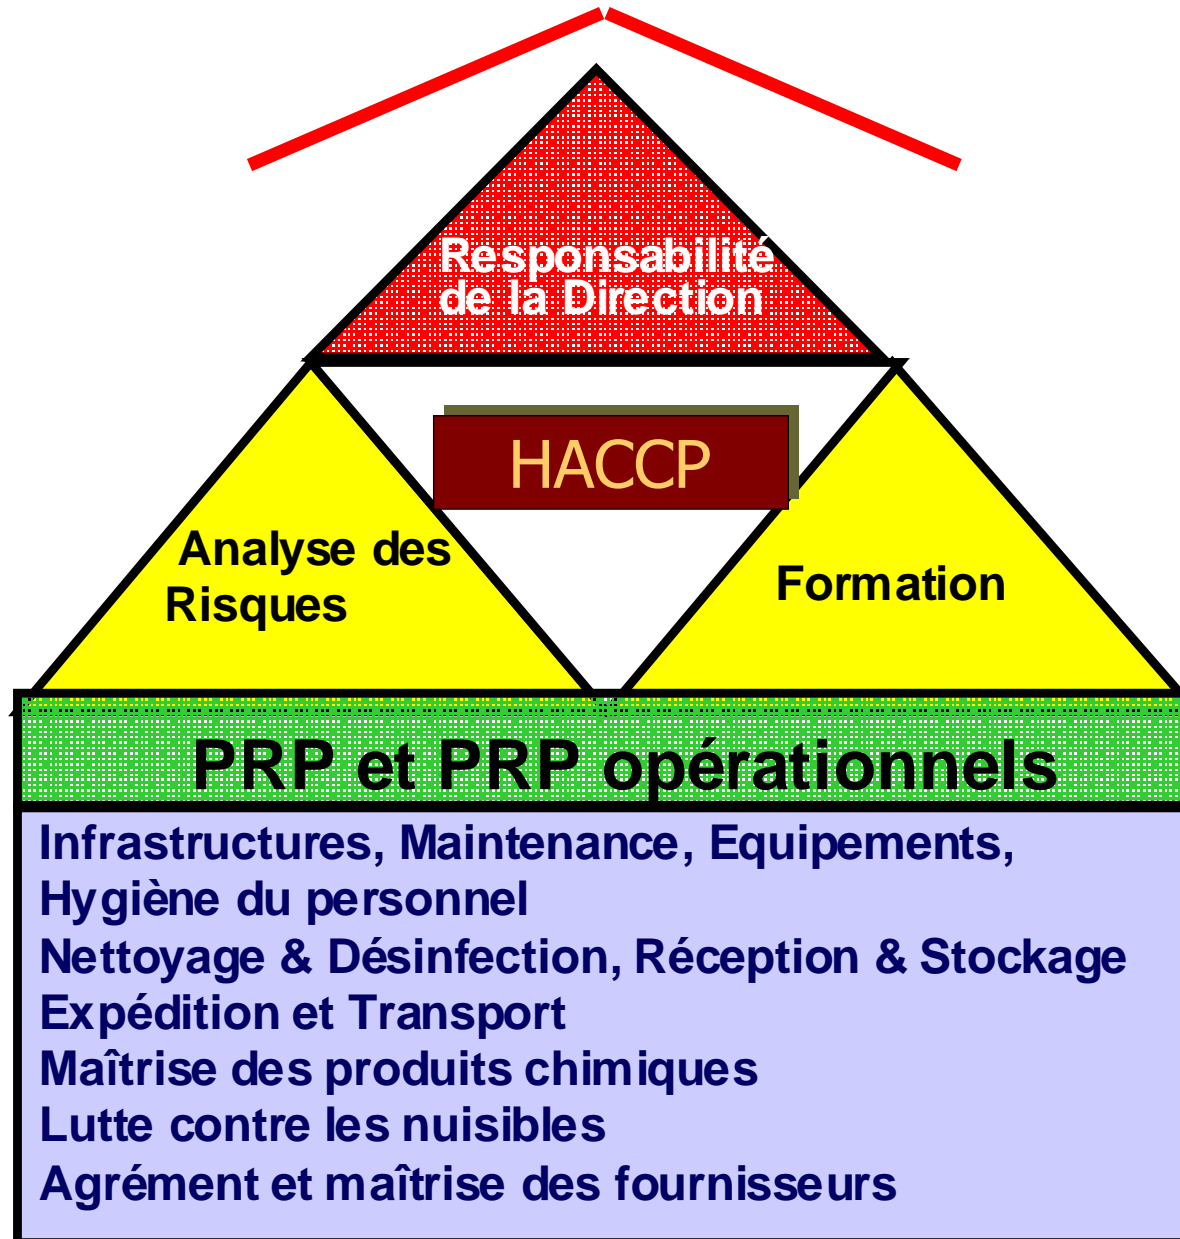 Responsabilité
de la Direction
HACCP
Analyse des
Risques
Formation
PRP et PRP opérationnels
Infrastructures, Maintenance, Equipements,
Hygiène du personnel
Nettoyage & Désinfection, Réception & Stockage
Expédition et Transport
Maîtrise des produits chimiques
Lutte contre les nuisibles
Agrément et maîtrise des fournisseurs